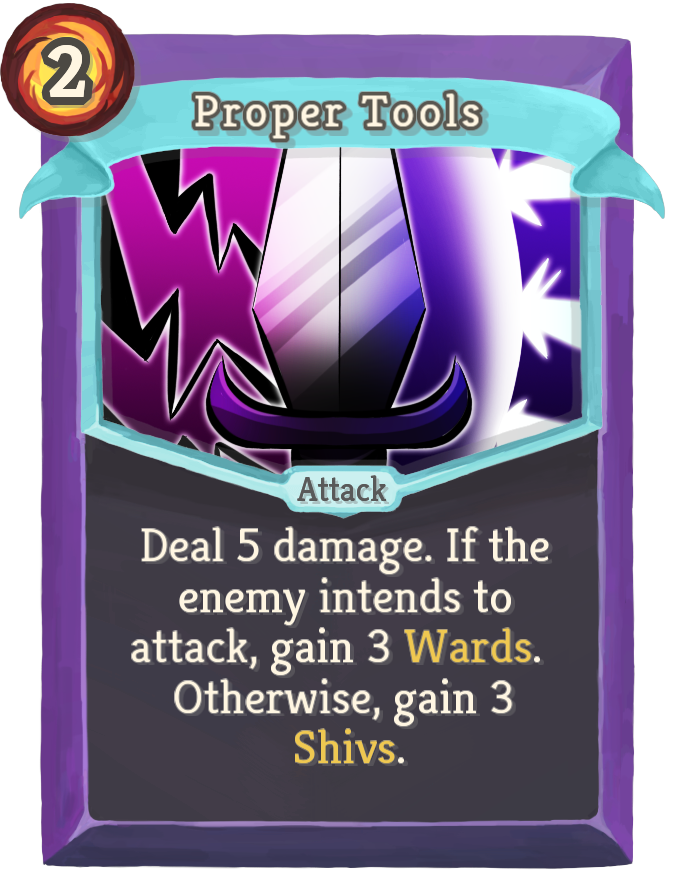 2
Proper Tools
Attack
Deal 5 damage. If the
enemy intends to
attack, gain 3 Wards.
Otherwise, gain 3
Shivs.